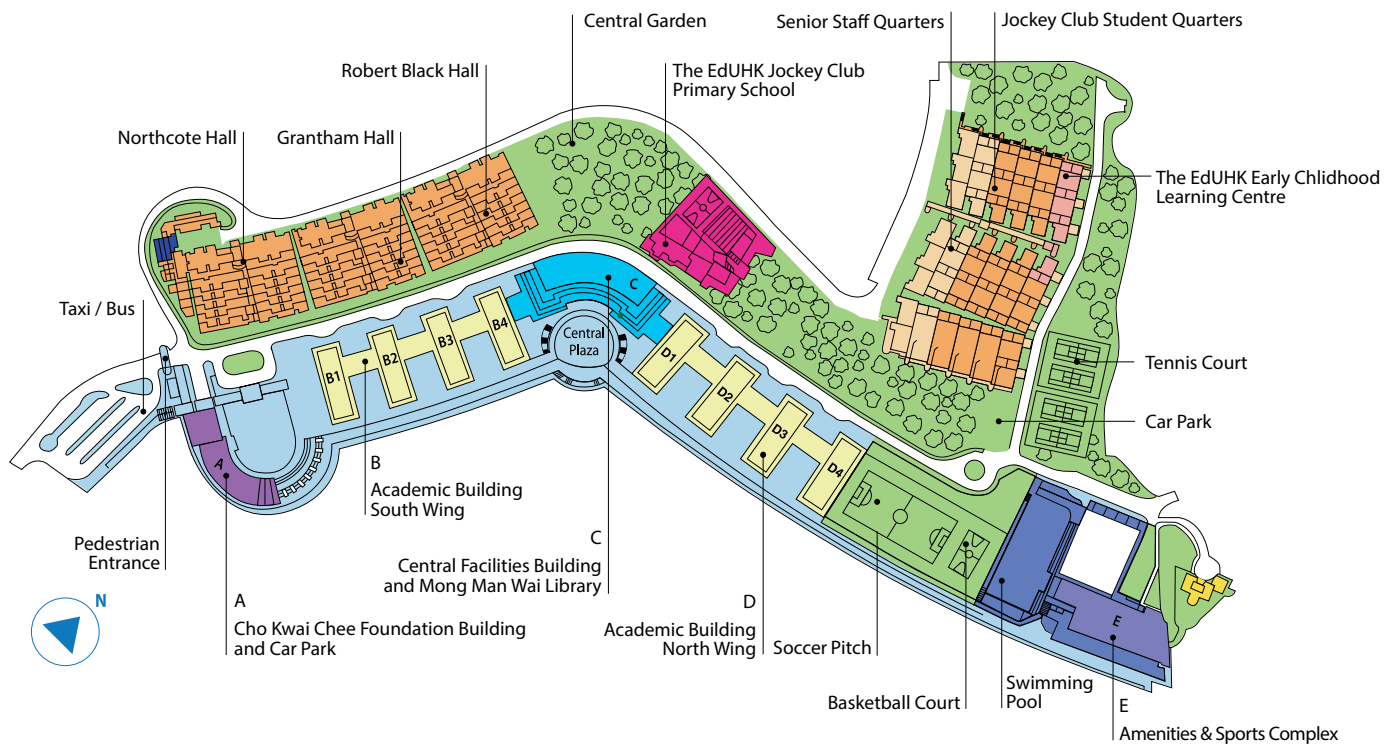 Central Garden
Senior Staff Quarters
Jockey Club Student Quarters
Robert Black Hall
The EdUHK Jockey Club
Primary School
Northcote Hall
Grantham Hall
The EdUHK Early Chlidhood
Learning Centre
Taxi / Bus
C
Central
Plaza
B1
B2
B3
B4
D1
D2
D3
D4
Tennis Court
Car Park
A
B
Academic Building
South Wing
Pedestrian
Entrance
C
Central Facilities Building
and Mong Man Wai Library
N
A
Cho Kwai Chee Foundation Building
and Car Park
D
Academic Building
North Wing
Soccer Pitch
Basketball Court
Swimming
Pool
E
E
Amenities & Sports Complex